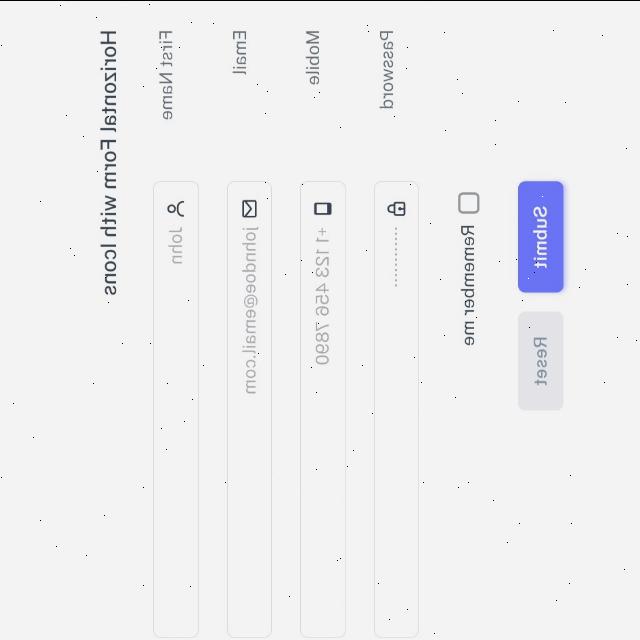 Horizontal Form with Icons
First Name
John
Email
johndoe@email.com
Mobile
+1 123 456 7890
Password
············
Remember me
Submit
Reset